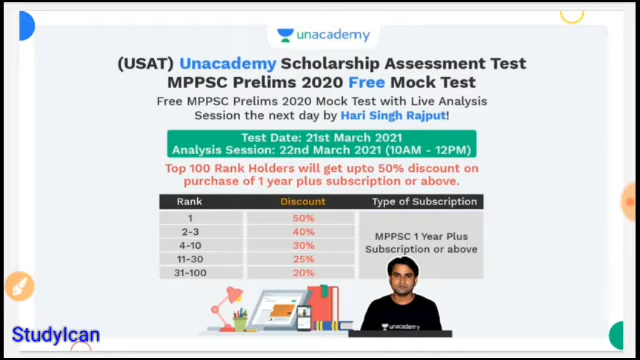 unacademy
(USAT) Unacademy Scholarship Assessment Test
MPPSC Prelims 2020 Free Mock Test
Free MPPSC Prelims 2020 Mock Test with Live Analysis
Session the next day by Hari Singh Rajput!
Test Date: 21st March 2021
Analysis Session: 22nd March 2021 (10AM - 12PM)
Top 100 Rank Holders will get upto 50% discount on
purchase of 1 year plus subscription or above.
Rank Discount Type of Subscription
1 50%
2-3 40%
4-10 30%
11-30 25%
31-100 20%
MPPSC 1 Year Plus
Subscription or above
unacademy
StudyIcan